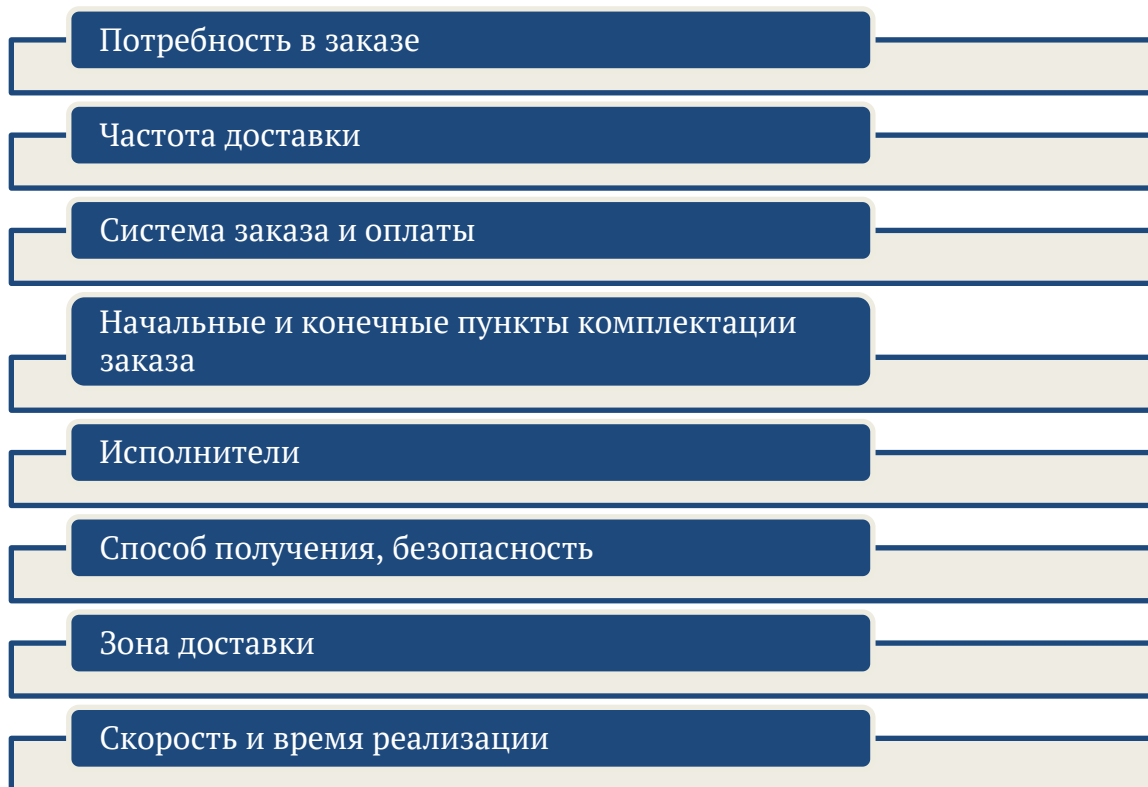 Потребность в заказе
Частота доставки
Система заказа и оплаты
Начальные и конечные пункты комплектации
заказа
Исполнители
Способ получения, безопасность
Зона доставки
Скорость и время реализации